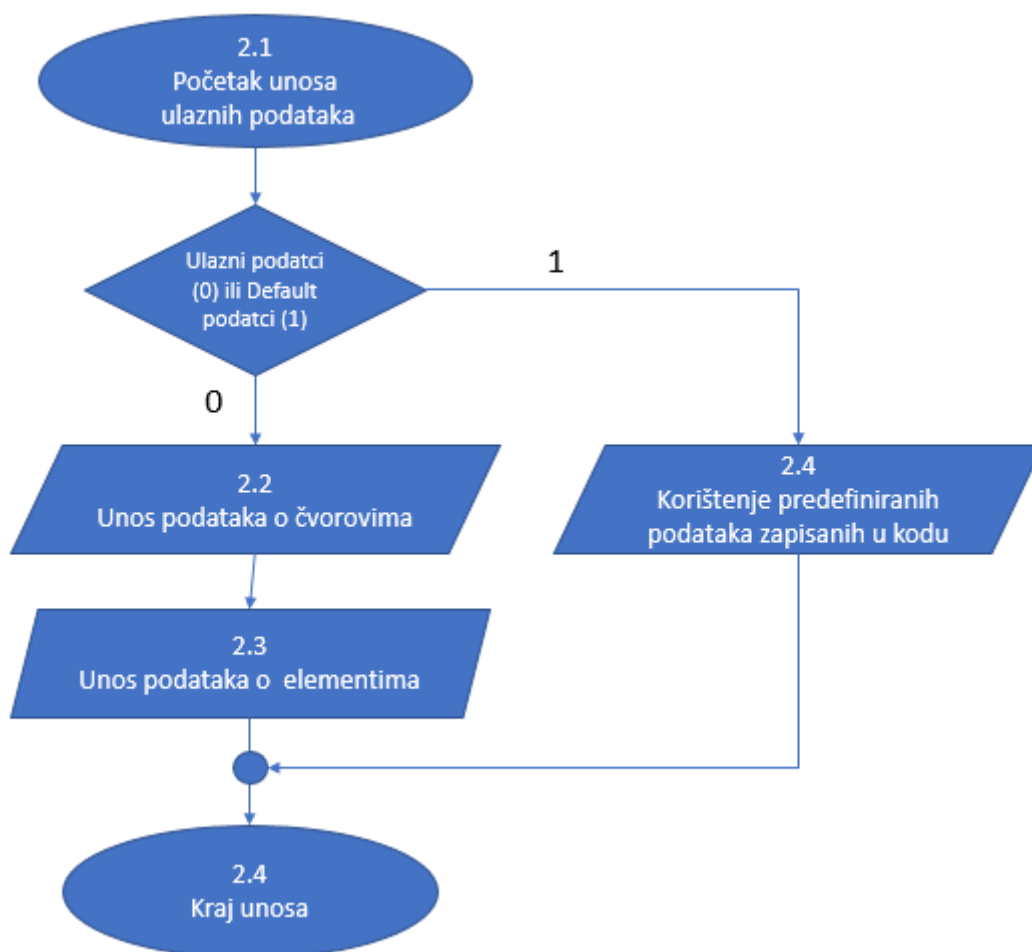 2.1
Početak unosa
ulaznih podataka
Ulazni podatci
(0) ili Default
podatci (1)
1
0
2.2
Unos podataka o čvorovima
2.4
Korištenje predefiniranih
podataka zapisanih u kodu
2.3
Unos podataka o  elementima
2.4
Kraj unosa